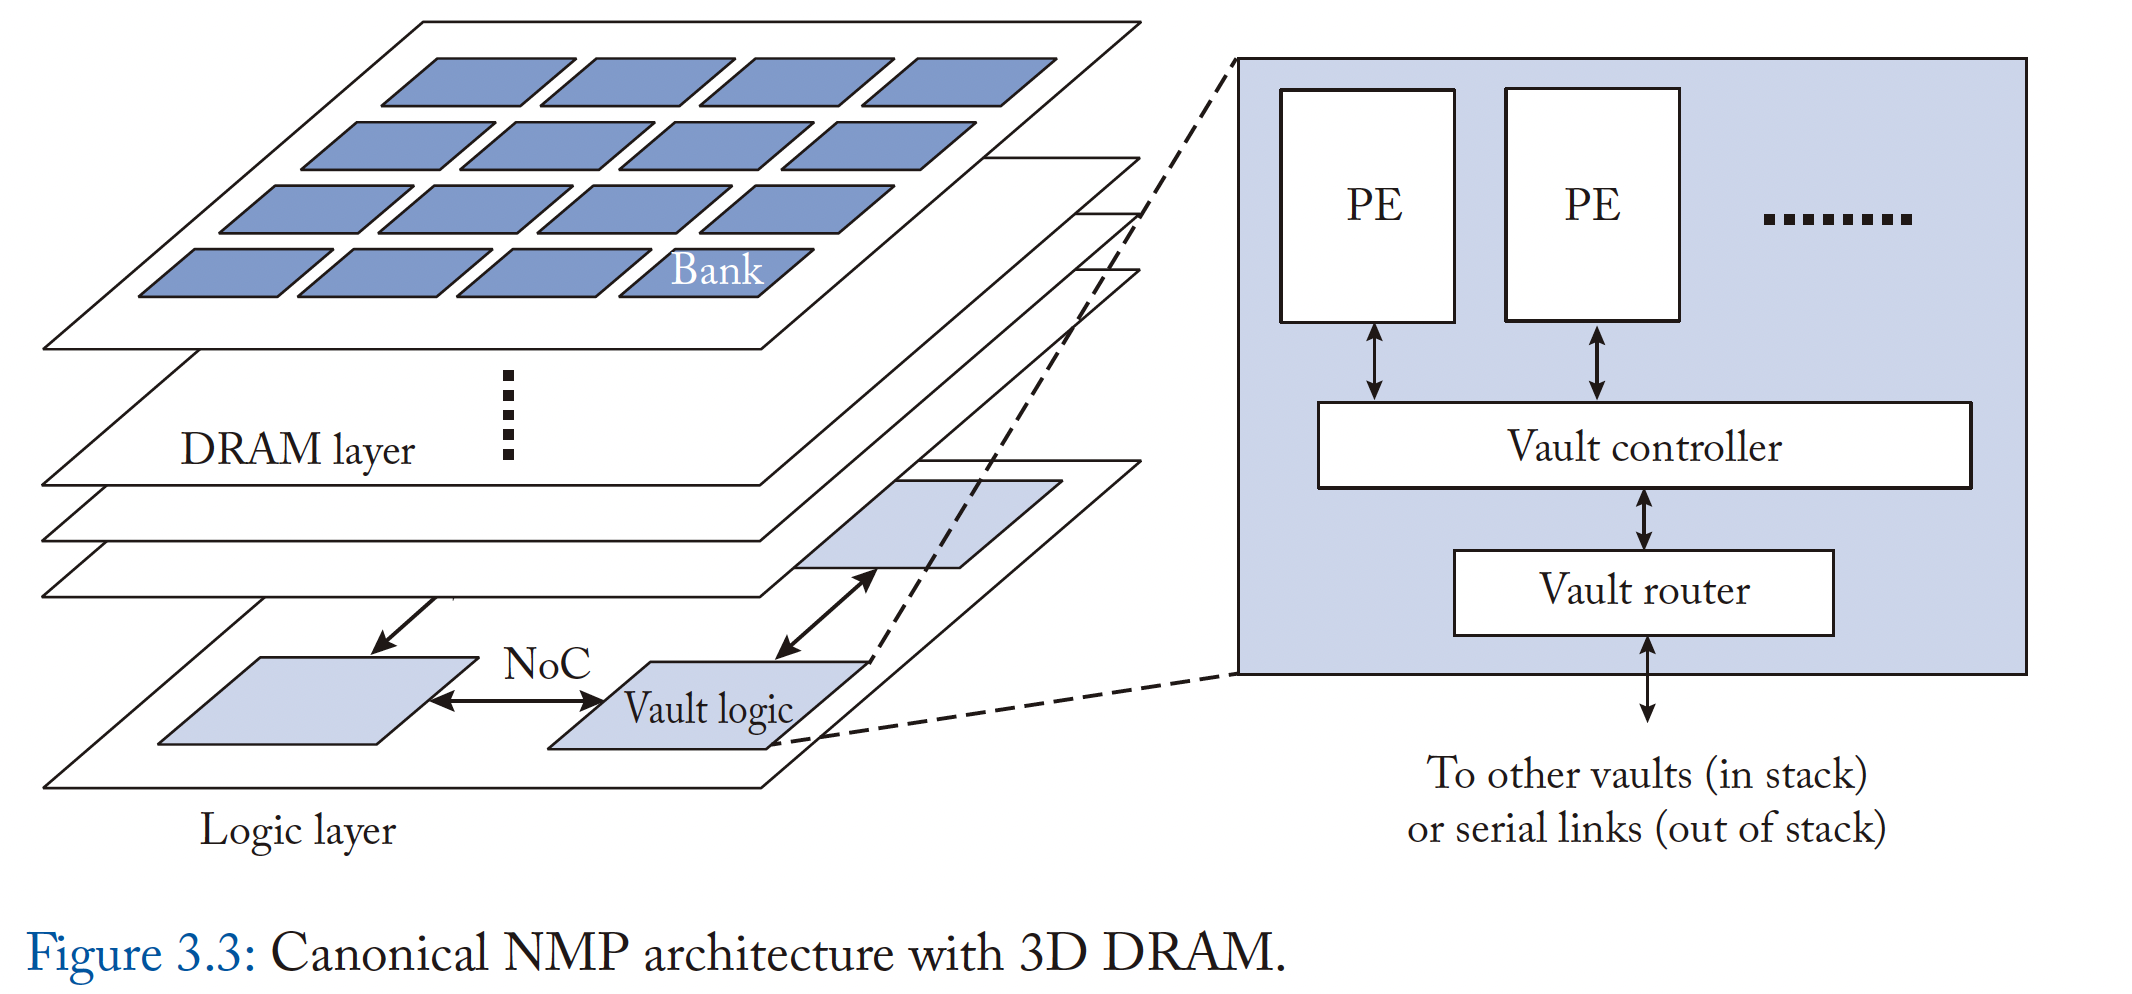 Bank
DRAM layer
NoC
Vault logic
Logic layer
PE
PE
Vault controller
Vault router
To other vaults (in stack)
or serial links (out of stack)
Figure 3.3: Canonical NMP architecture with 3D DRAM.